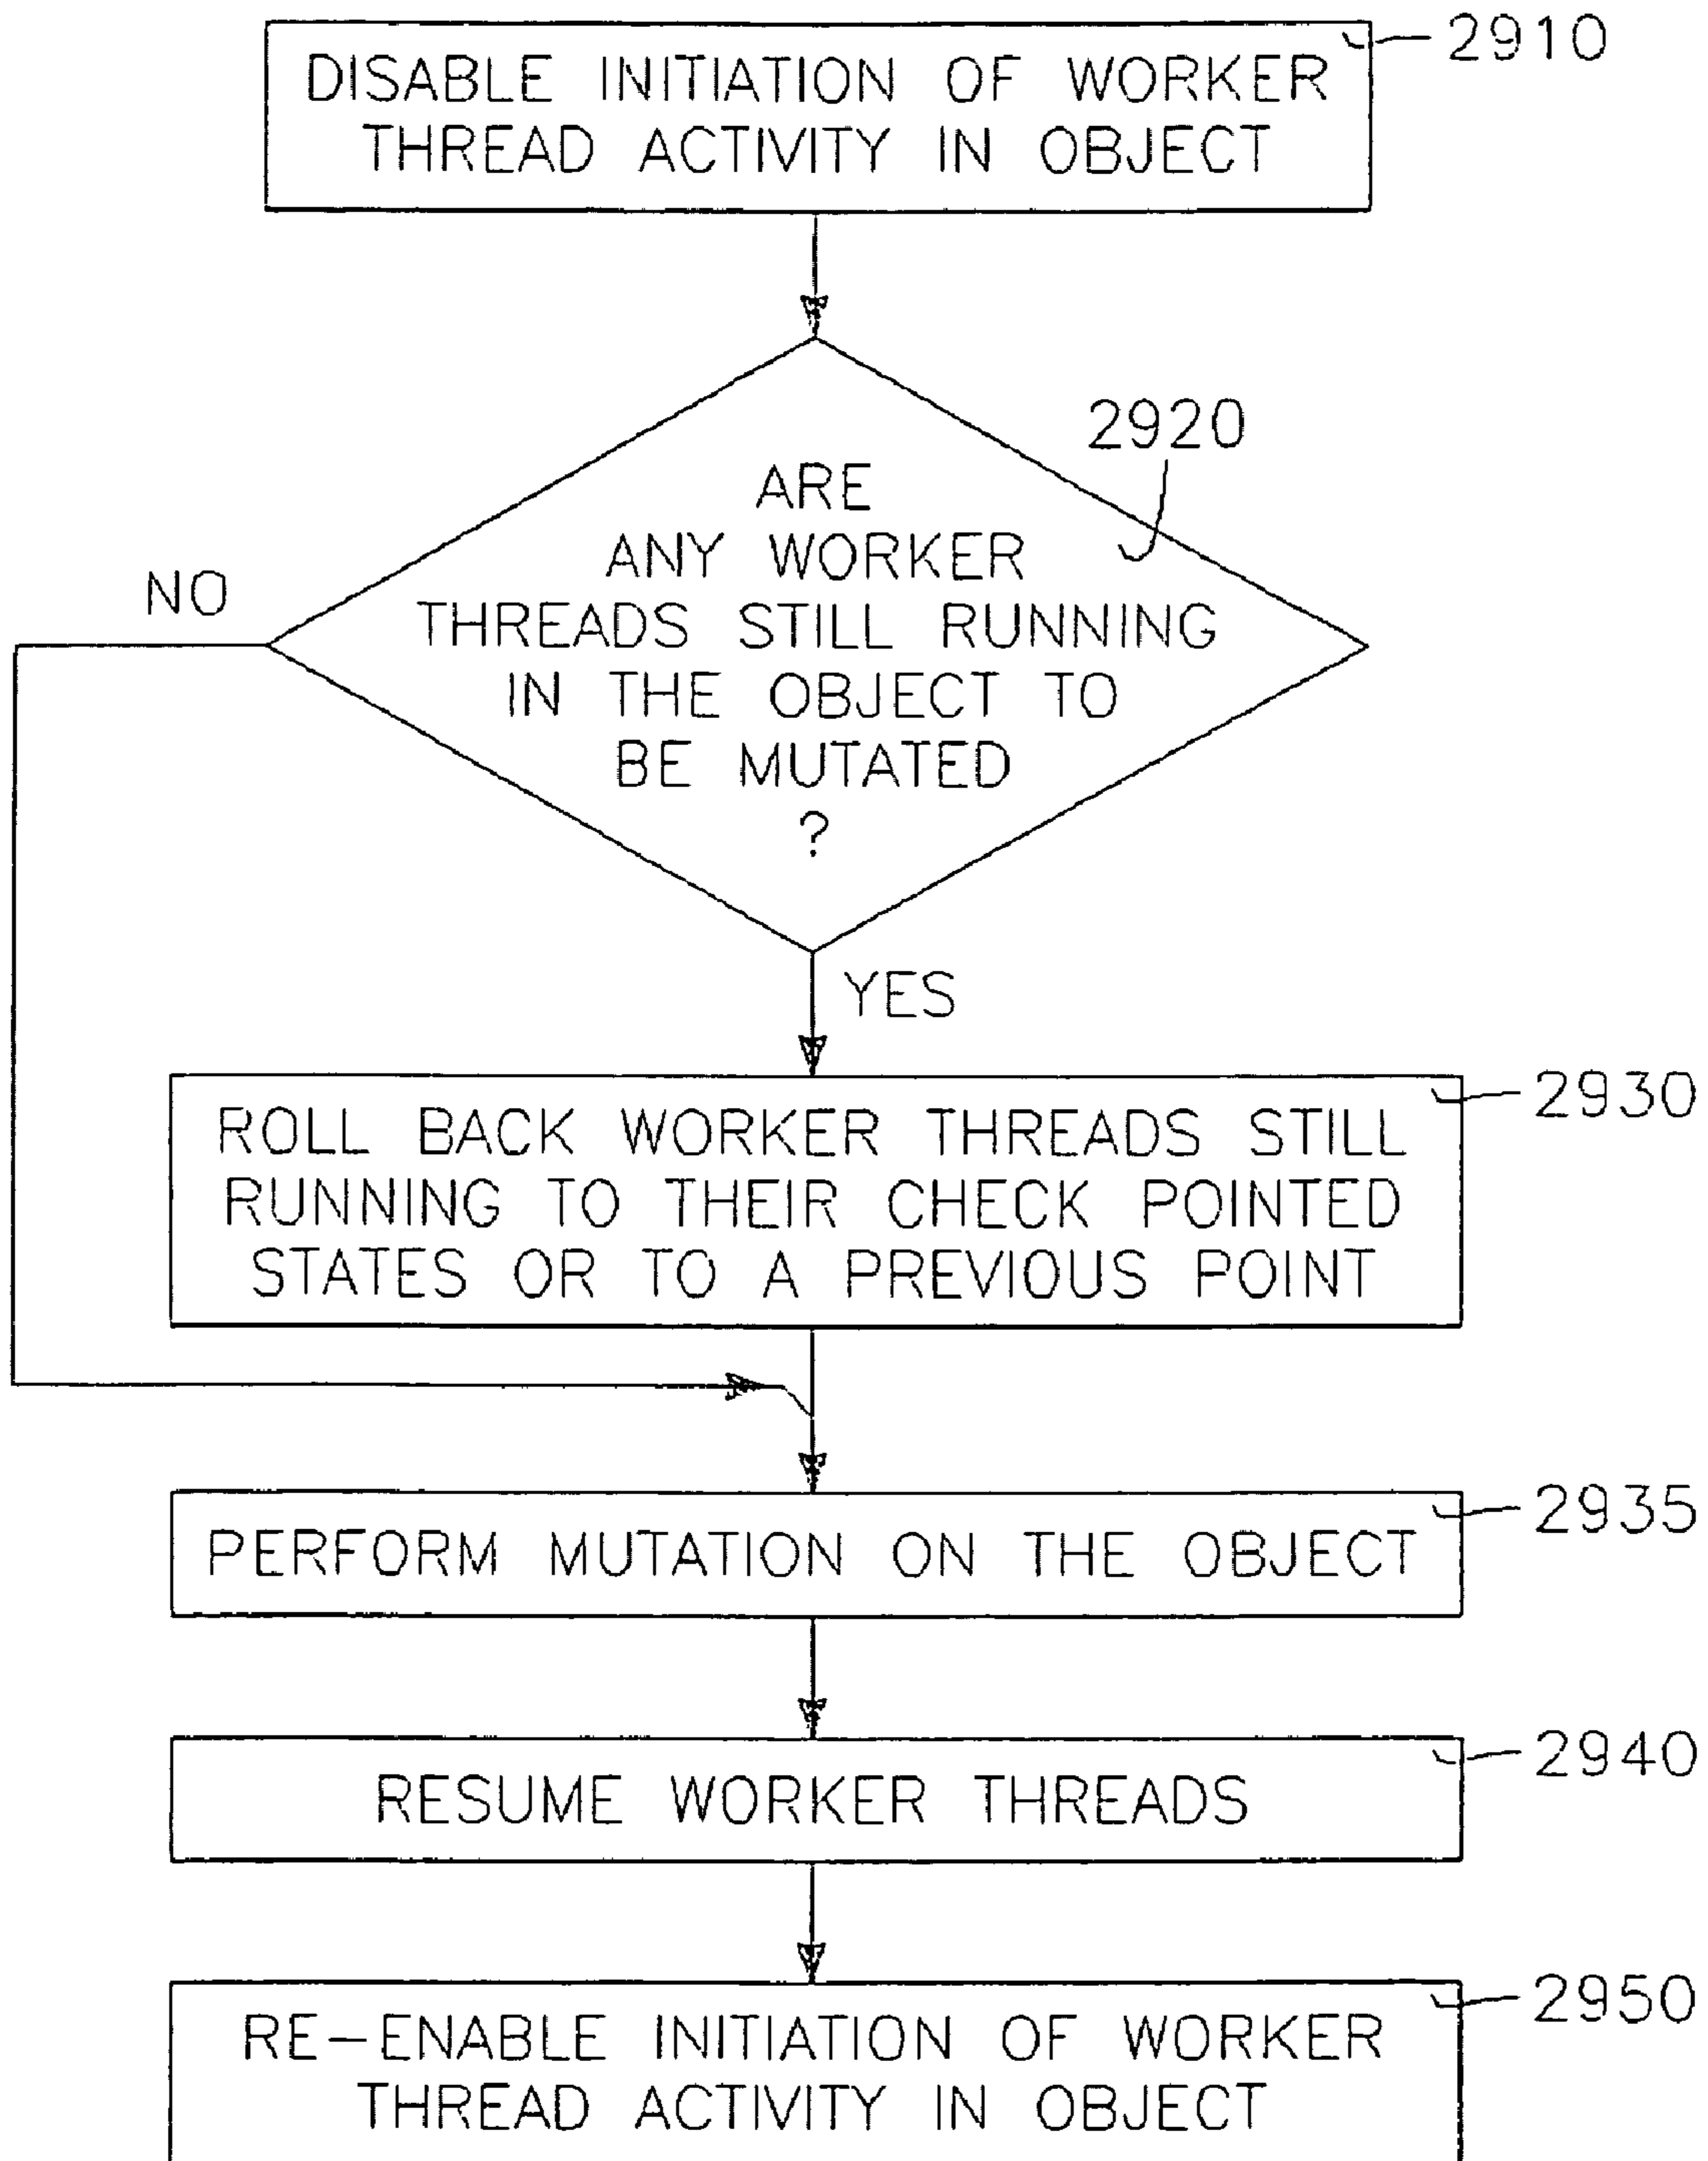 2910
DISABLE INITIATION OF WORKER
THREAD ACTIVITY IN OBJECT
2920
ARE
ANY WORKER
THREADS STILL RUNNING
IN THE OBJECT TO
BE MUTATED
?
NO
YES
2930
ROLL BACK WORKER THREADS STILL
RUNNING TO THEIR CHECK POINTED
STATES OR TO A PREVIOUS POINT
2935
PERFORM MUTATION ON THE OBJECT
2940
RESUME WORKER THREADS
2950
RE-ENABLE INITIATION OF WORKER
THREAD ACTIVITY IN OBJECT